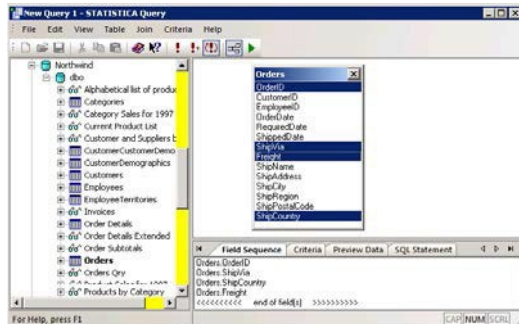 New Query 1 - STATISTICA Query
File Edit View Table Join Criteria Help
Northwind
dbo
Alphabetical list of produc
Categories
Category Sales for 1997
Current Product List
Customer and Suppliers b
CustomerCustomerDemo
CustomerDemographics
Customers
Employees
EmployeeTerritories
Invoices
Order Details
Order Details Extended
Order Subtotals
Orders
Orders Qry
Products by Category
Orders
OrderID
CustomerID
EmployeeID
OrderDate
RequiredDate
ShippedDate
ShipVia
Freight
ShipName
ShipAddress
ShipCity
ShipRegion
ShipPostalCode
ShipCountry
Field Sequence Criteria Preview Data SQL Statement
Orders.OrderID
Orders.ShipVia
Orders.ShipCountry
Orders.Freight
<<<<<<<<<< end of field(s) >>>>>>>>>>
For Help, press F1
CAP NUM SCRL